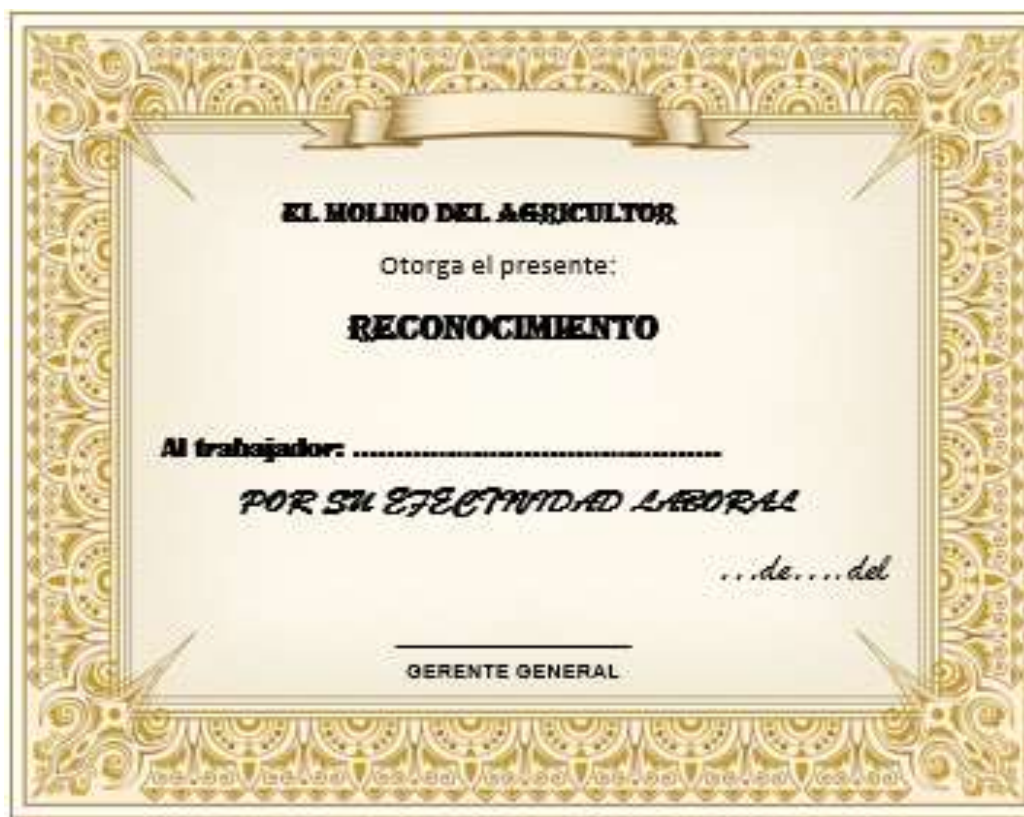 EL MOLINO DEL AGRICULTOR
Otorga el presente:
RECONOCIMIENTO
Al trabajador: ............................................
POR SU EFECTIVIDAD LABORAL
...de....del
GERENTE GENERAL